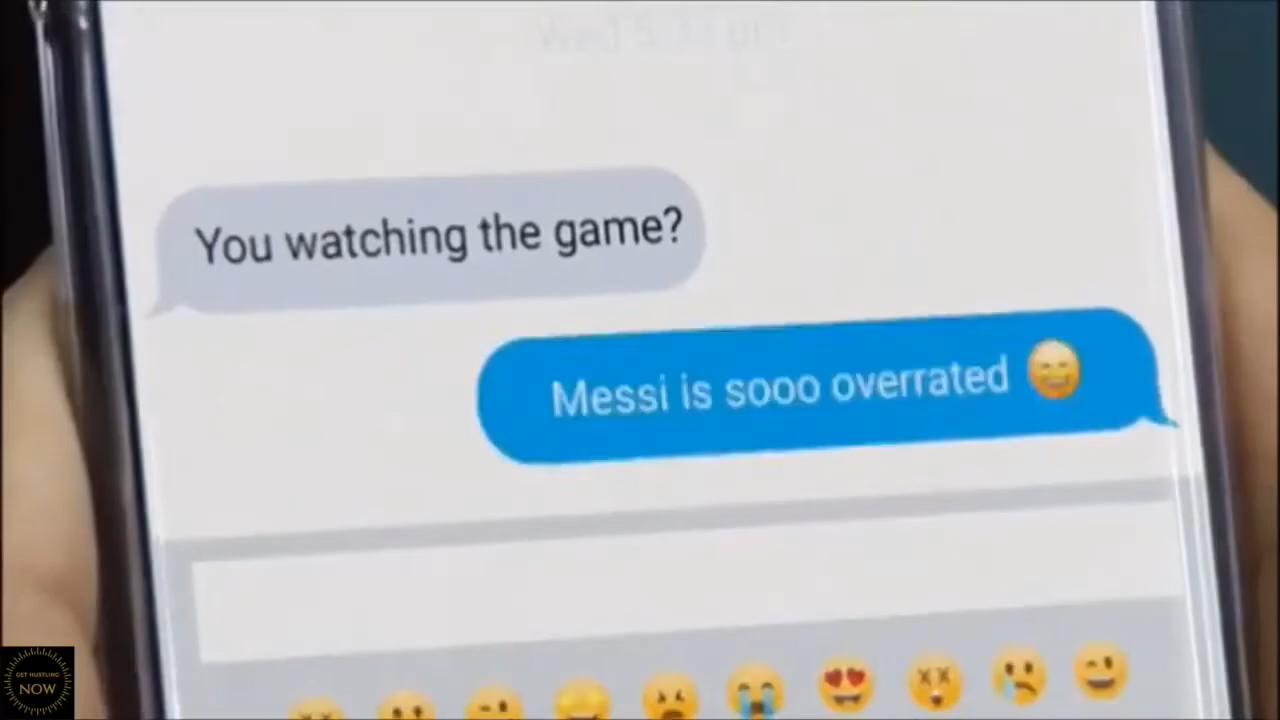 You watching the game?
Messi is sooo overrated 😄
GET HUSTLING
NOW